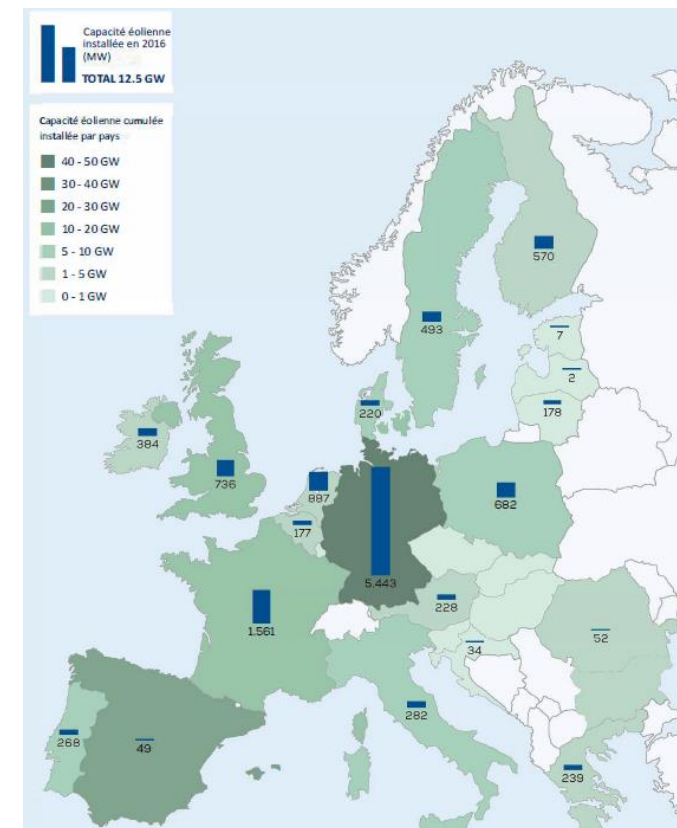 Capacité éolienne
installée en 2016
(MW)
TOTAL 12.5 GW
Capacité éolienne cumulée
installée par pays
40 - 50 GW
30 - 40 GW
20 - 30 GW
10 - 20 GW
5 - 10 GW
1 - 5 GW
0 - 1 GW
570
493
7
2
178
220
384
736
887
682
177
5.443
1.561
228
34
52
282
268
49
239